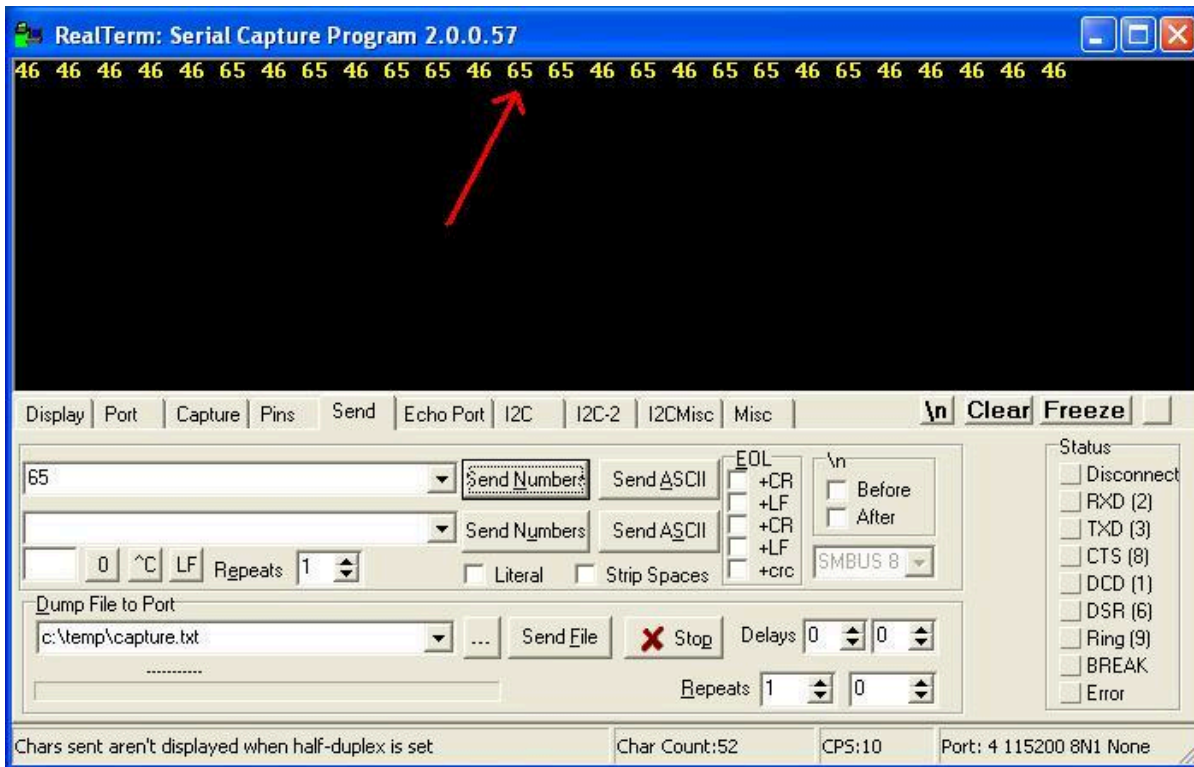 RealTerm: Serial Capture Program 2.0.0.57
46 46 46 46 46 65 46 65 46 65 65 46 65 65 46 65 46 65 65 46 65 46 46 46 46 46
Display Port Capture Pins Send Echo Port I2C I2C-2 I2CMisc Misc \n Clear Freeze
65 Send Numbers Send ASCII
Send Numbers Send ASCII
EOL
+CR
+LF
+CR
+LF
+crc
\n
Before
After
SMBUS 8
0 ^C LF Repeats 1 Literal Strip Spaces
Dump File to Port
c:\temp\capture.txt ... Send File Stop Delays 0 0
----------- Repeats 1 0
Status
Disconnect
RXD (2)
TXD (3)
CTS (8)
DCD (1)
DSR (6)
Ring (9)
BREAK
Error
Chars sent aren't displayed when half-duplex is set Char Count:52 CPS:10 Port: 4 115200 8N1 None